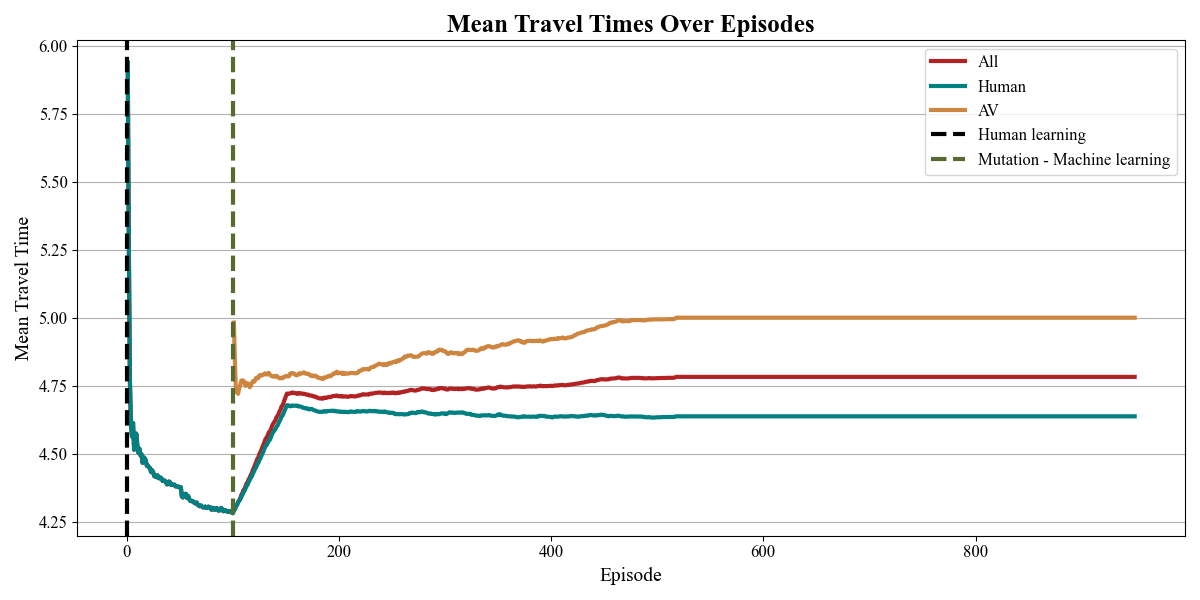 Mean Travel Times Over Episodes
6.00
5.75
5.50
5.25
5.00
4.75
4.50
4.25
Mean Travel Time
All
Human
AV
Human learning
Mutation - Machine learning
0
200
400
600
800
Episode